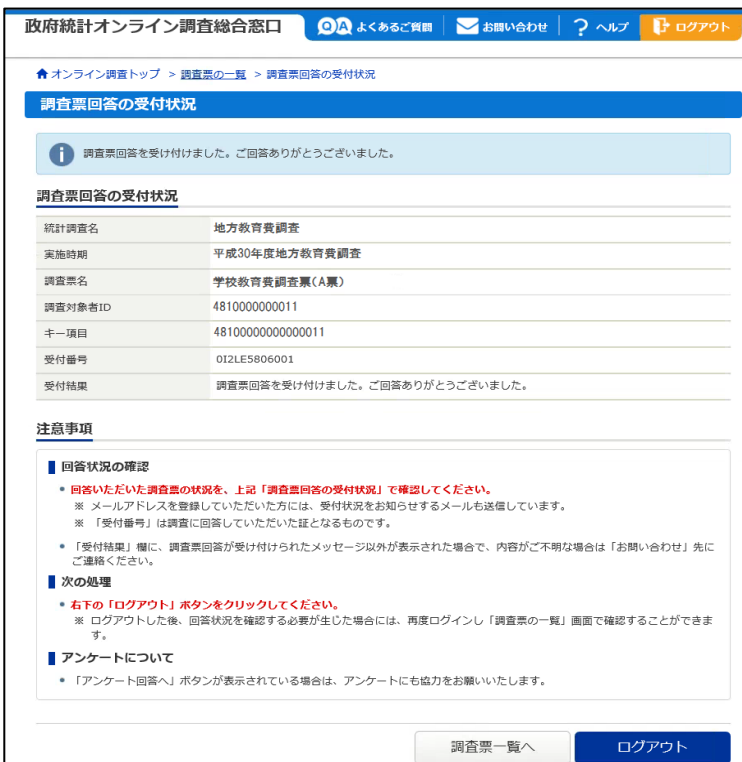 政府統計オンライン調査総合窓口 QA よくあるご質問 お問い合わせ ? ヘルプ ログアウト
オンライン調査トップ > 調査票の一覧 > 調査票回答の受付状況
調査票回答の受付状況
i 調査票回答を受け付けました。ご回答ありがとうございました。
調査票回答の受付状況
統計調査名 地方教育費調査
実施時期 平成30年度地方教育費調査
調査票名 学校教育費調査票(A票)
調査対象者ID 4810000000011
キー項目 48100000000000011
受付番号 0I2LE5806001
受付結果 調査票回答を受け付けました。ご回答ありがとうございました。
注意事項
回答状況の確認
• 回答いただいた調査票の状況を、上記「調査票回答の受付状況」で確認してください。
※ メールアドレスを登録していただいた方には、受付状況をお知らせするメールも送信しています。
※ 「受付番号」は調査に回答していただいた証となるものです。
• 「受付結果」欄に、調査票回答が受け付けられたメッセージ以外が表示された場合で、内容がご不明な場合は「お問い合わせ」先に
ご連絡ください。
次の処理
• 右下の「ログアウト」ボタンをクリックしてください。
※ ログアウトした後、回答状況を確認する必要が生じた場合には、再度ログインし「調査票の一覧」画面で確認することができま
す。
アンケートについて
• 「アンケート回答へ」ボタンが表示されている場合は、アンケートにも協力をお願いいたします。
調査票一覧へ ログアウト